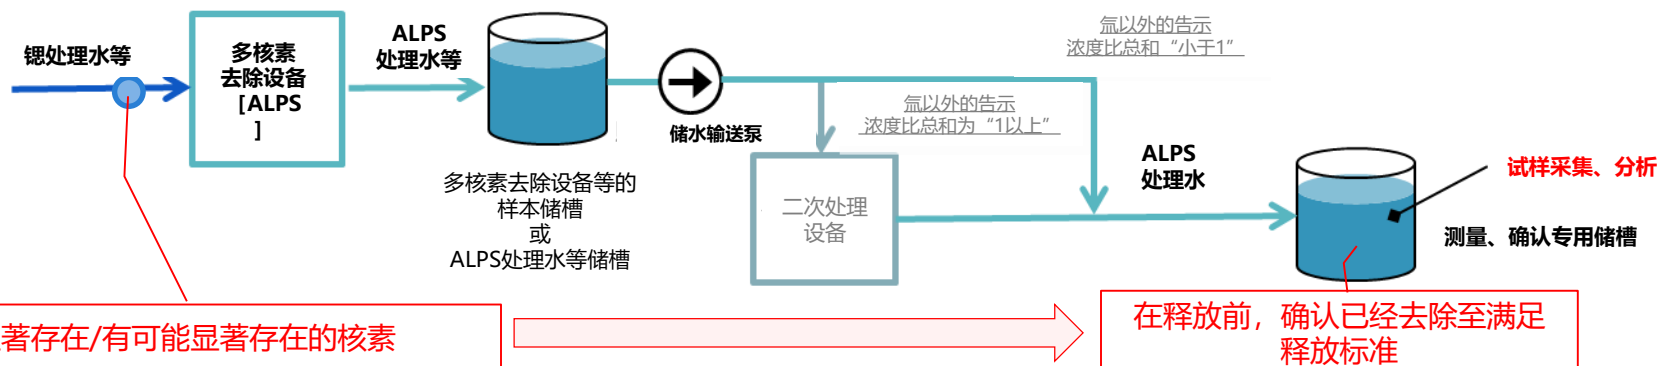 锶处理水等
多核素
去除设备
[ALPS
]
ALPS
处理水等
多核素去除设备等的
样本储槽
或
ALPS处理水等储槽
储水输送泵
氚以外的告示
浓度比总和“小于1”
氚以外的告示
浓度比总和为“1以上”
二次处理
设备
ALPS
处理水
试样采集、分析
测量、确认专用储槽
著存在/有可能显著存在的核素
在释放前，确认已经去除至满足
释放标准